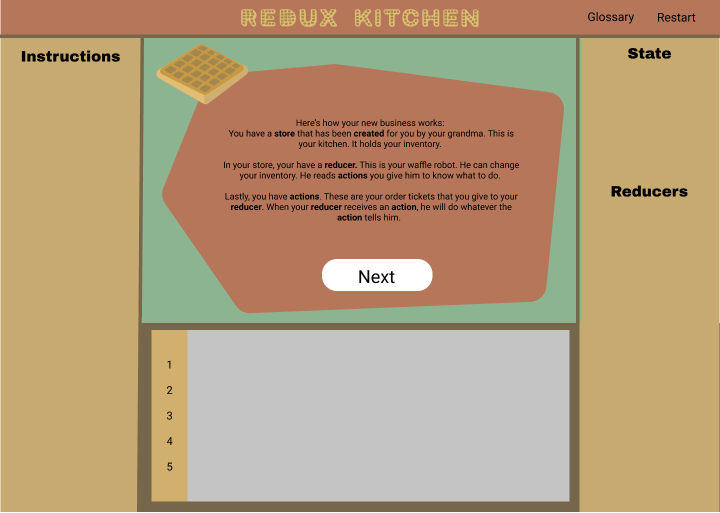 REDUX KITCHEN
Glossary
Restart
Instructions
Here's how your new business works:
You have a store that has been created for you by your grandma. This is
your kitchen. It holds your inventory.
In your store, your have a reducer. This is your waffle robot. He can change
your inventory. He reads actions you give him to know what to do.
Lastly, you have actions. These are your order tickets that you give to your
reducer. When your reducer receives an action, he will do whatever the
action tells him.
Next
State
Reducers
1
2
3
4
5